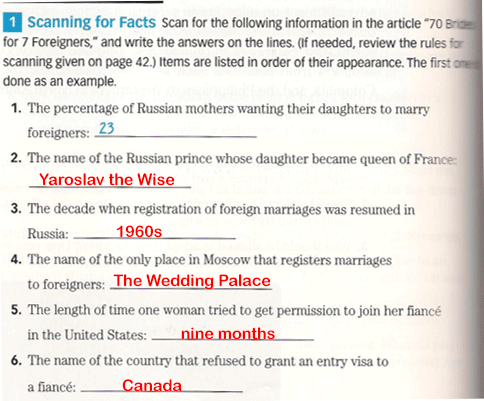 1 Scanning for Facts Scan for the following information in the article "70 Brides
for 7 Foreigners," and write the answers on the lines. (If needed, review the rules for
scanning given on page 42.) Items are listed in order of their appearance. The first one is
done as an example.
1. The percentage of Russian mothers wanting their daughters to marry
foreigners: 23
2. The name of the Russian prince whose daughter became queen of France:
Yaroslav the Wise
3. The decade when registration of foreign marriages was resumed in
Russia: 1960s
4. The name of the only place in Moscow that registers marriages
to foreigners: The Wedding Palace
5. The length of time one woman tried to get permission to join her fiancé
in the United States: nine months
6. The name of the country that refused to grant an entry visa to
a fiancé: Canada